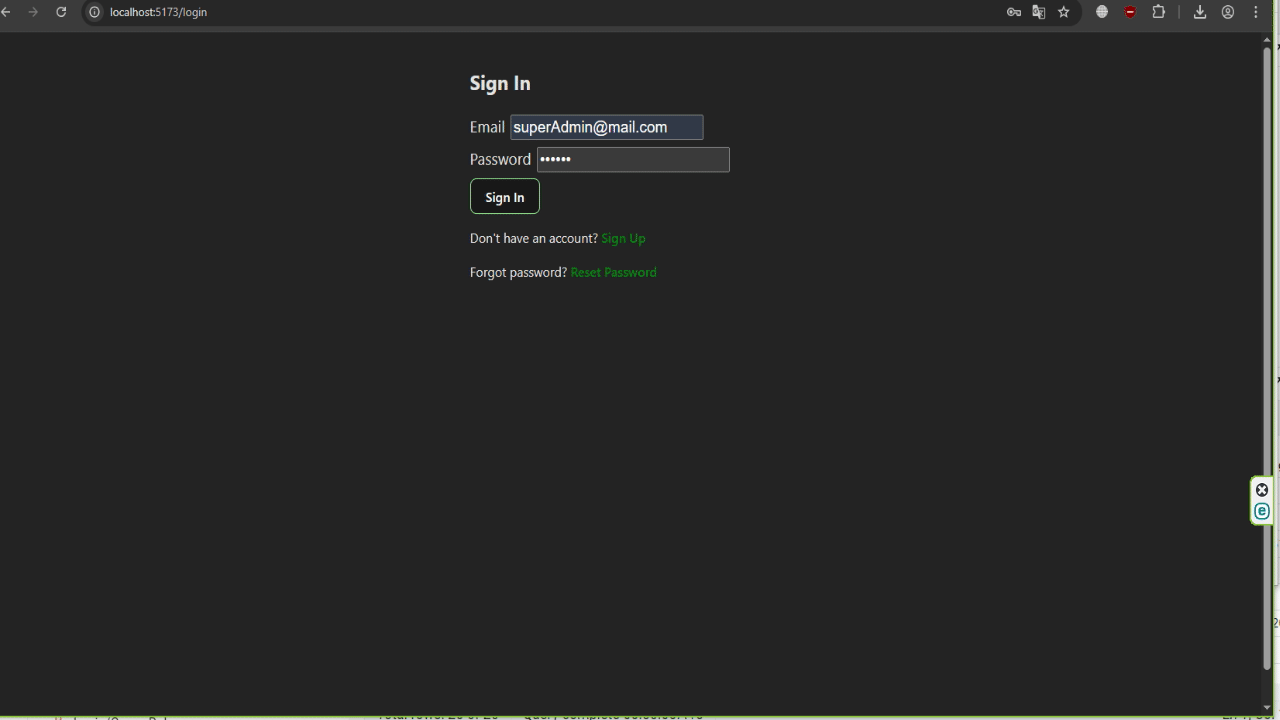 localhost:5173/login
Sign In
Email superAdmin@mail.com
Password ••••••
Sign In
Don't have an account? Sign Up
Forgot password? Reset Password